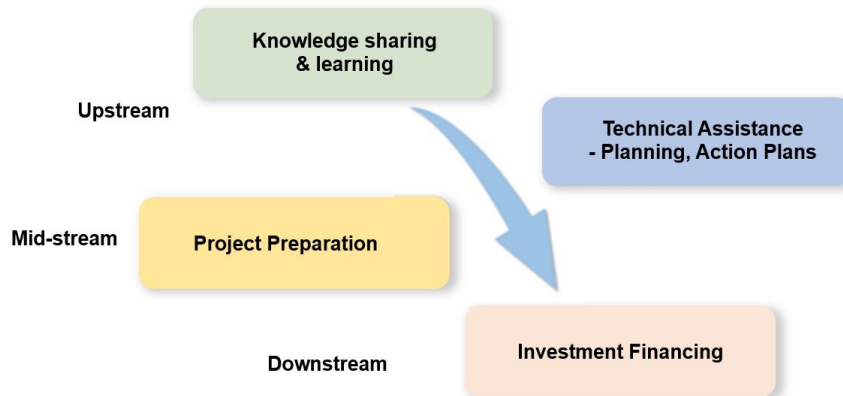 Knowledge sharing
& learning
Upstream
Technical Assistance
- Planning, Action Plans
Mid-stream
Project Preparation
Downstream
Investment Financing